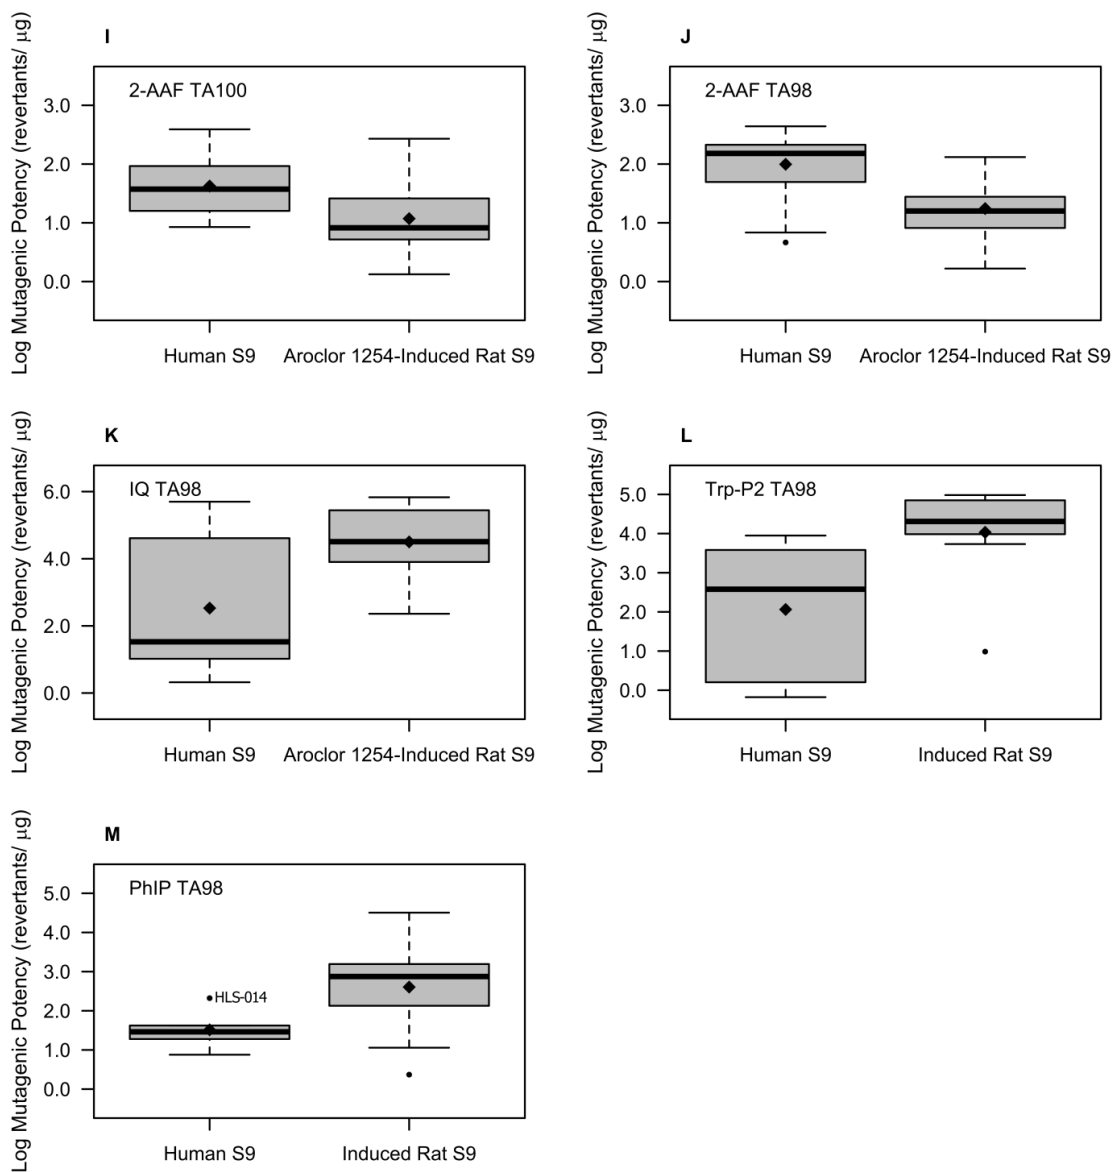 I
Log Mutagenic Potency (revertants/ μg)
2-AAF TA100
3.0
2.0
1.0
0.0
Human S9
Aroclor 1254-Induced Rat S9
J
Log Mutagenic Potency (revertants/ μg)
2-AAF TA98
3.0
2.0
1.0
0.0
Human S9
Aroclor 1254-Induced Rat S9
K
Log Mutagenic Potency (revertants/ μg)
IQ TA98
6.0
4.0
2.0
0.0
Human S9
Aroclor 1254-Induced Rat S9
L
Log Mutagenic Potency (revertants/ μg)
Trp-P2 TA98
5.0
4.0
3.0
2.0
1.0
0.0
Human S9
Induced Rat S9
M
Log Mutagenic Potency (revertants/ μg)
PhIP TA98
5.0
4.0
3.0
2.0
1.0
0.0
HLS-014
Human S9
Induced Rat S9